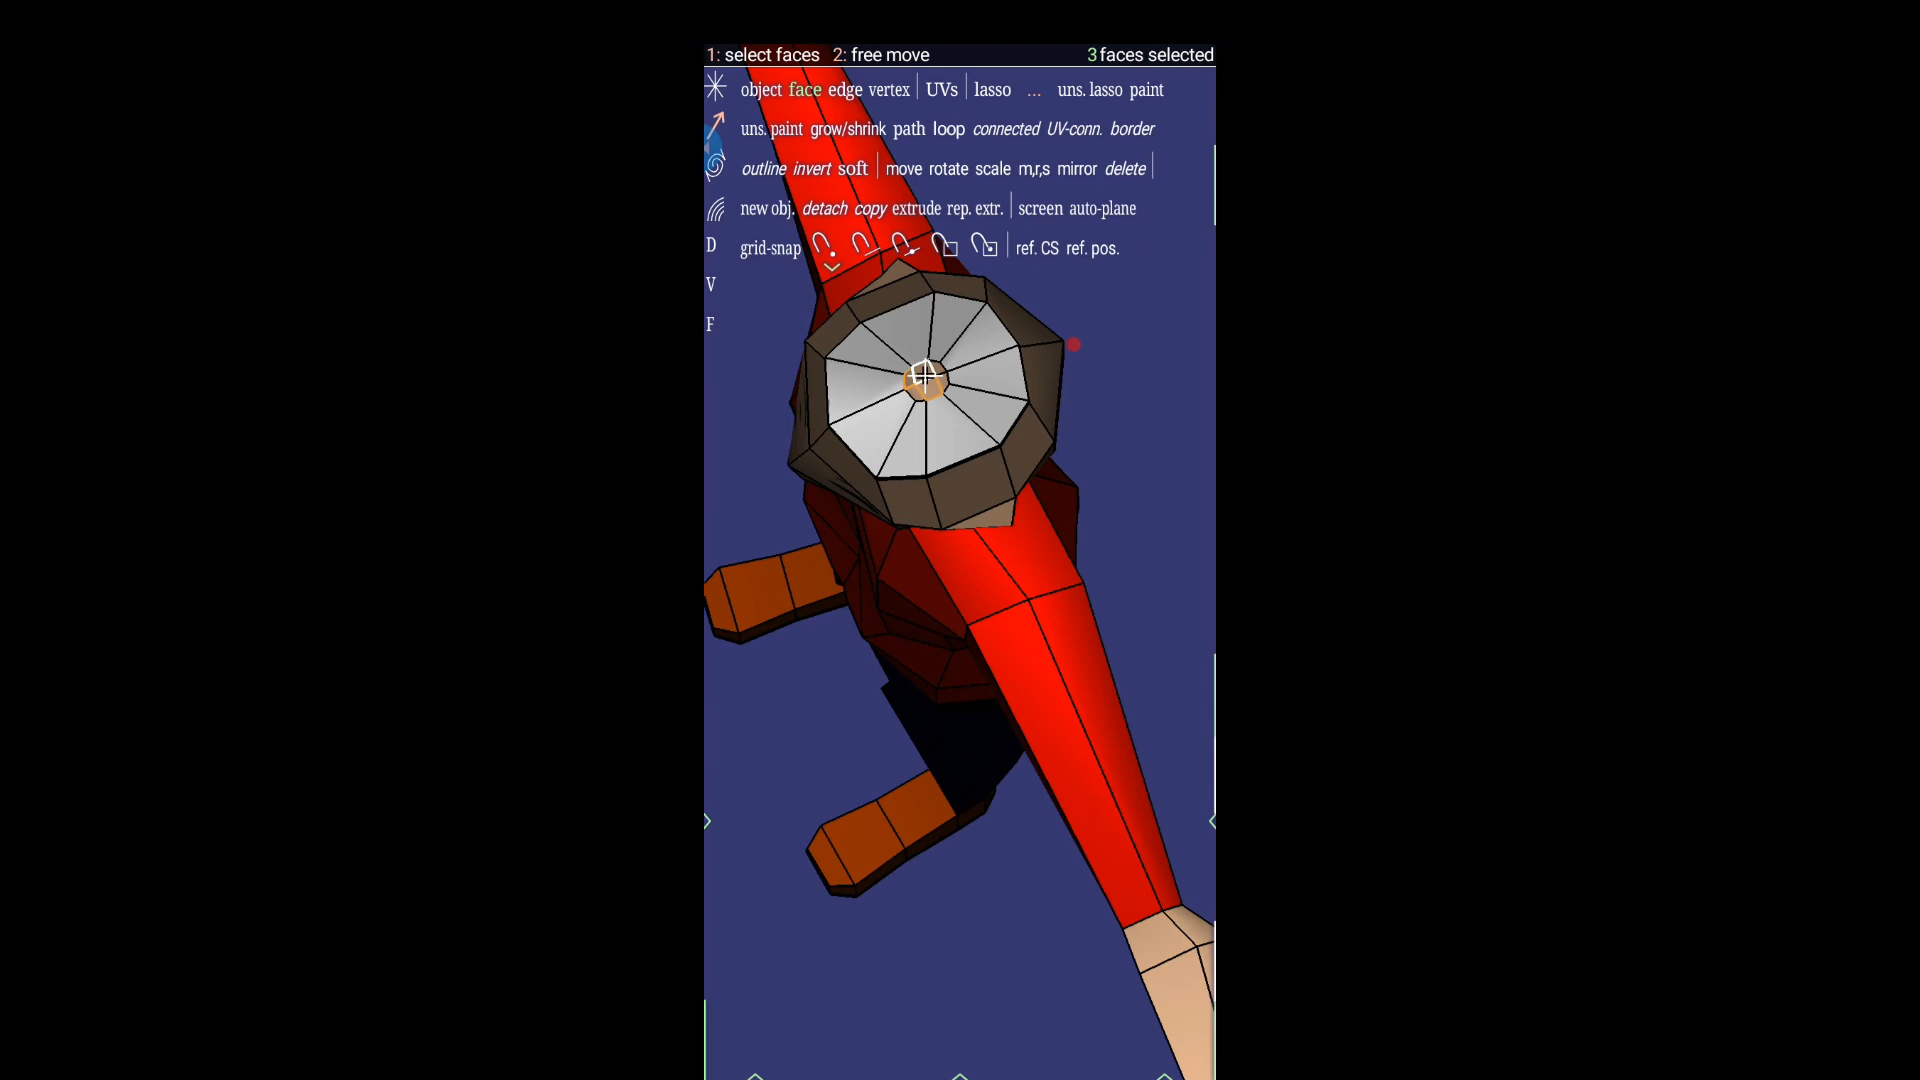 1: select faces 2: free move 3 faces selected
object face edge vertex UVs lasso ... uns. lasso paint
uns. paint grow/shrink path loop connected UV-conn. border
outline invert soft move rotate scale m,r,s mirror delete
new obj. detach copy extrude rep. extr. screen auto-plane
D grid-snap ref. CS ref. pos.
V
F